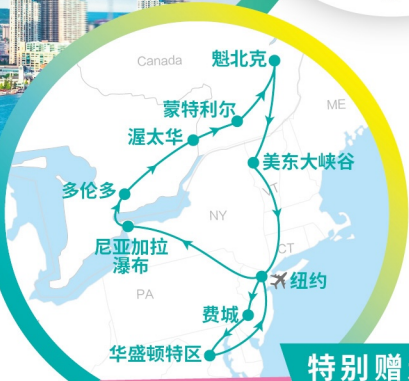 Canada
魁北克
蒙特利尔
ME
渥太华
美东大峡谷
VT
多伦多
NY
尼亚加拉
瀑布
CT
纽约
PA
费城
华盛顿特区
特别赠